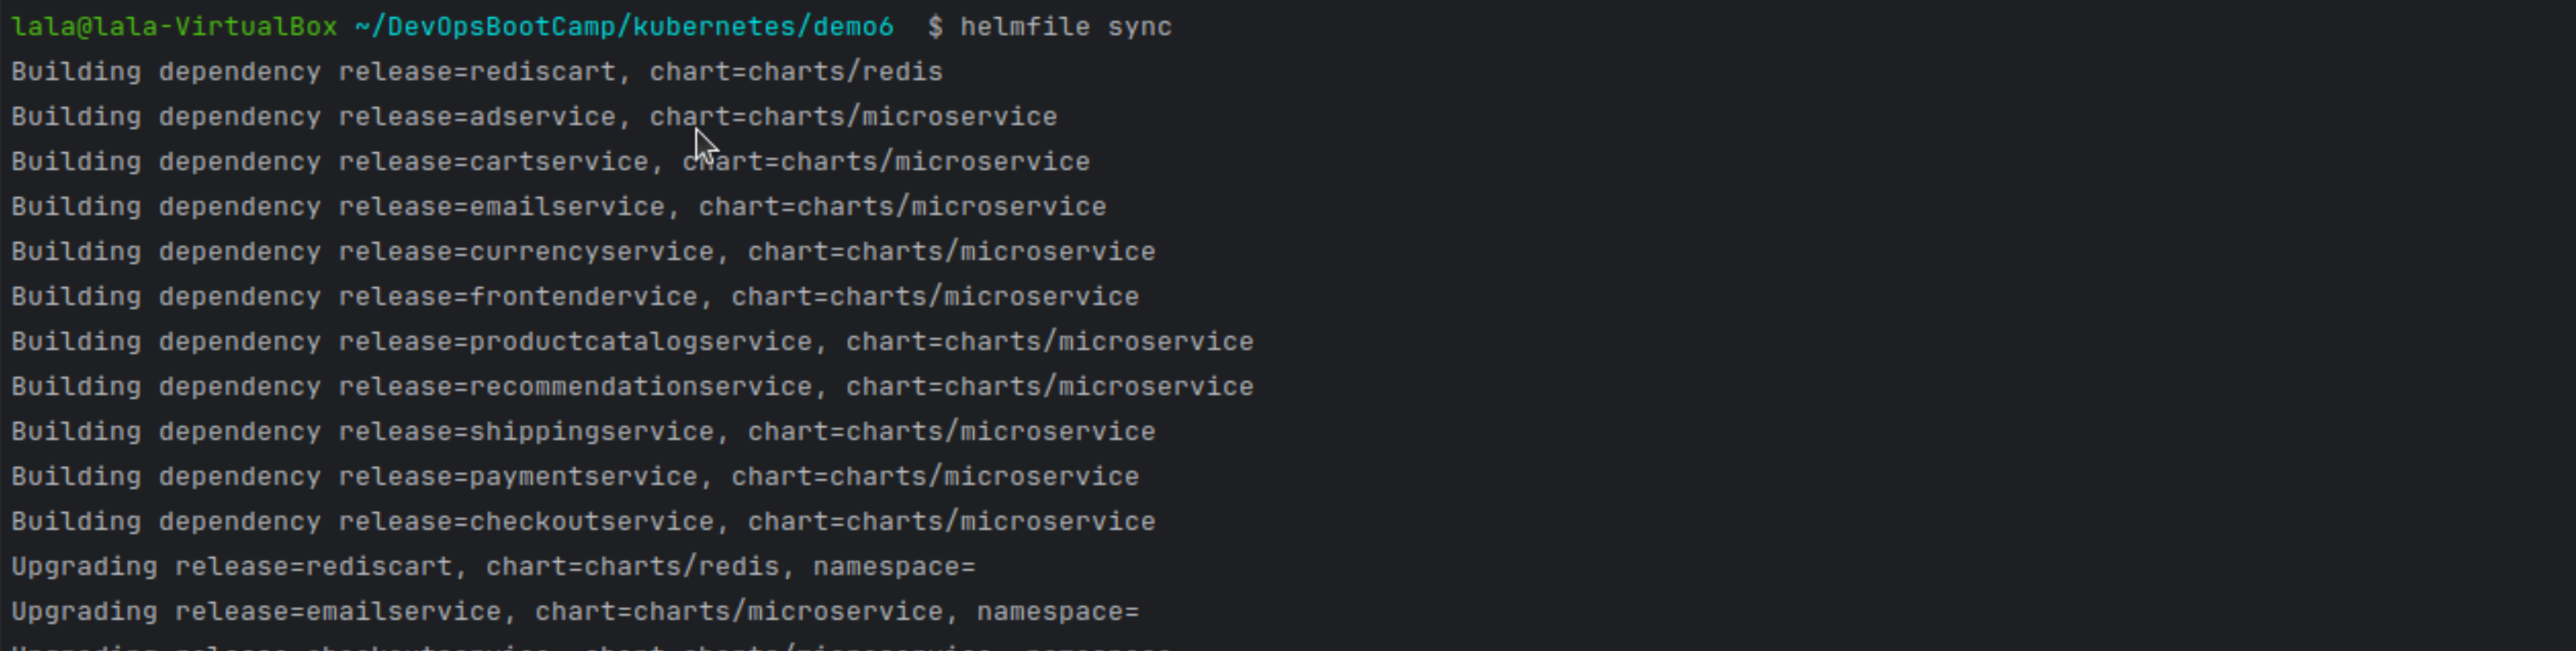 lala@lala-VirtualBox ~/DevOpsBootCamp/kubernetes/demo6 $ helmfile sync
Building dependency release=rediscart, chart=charts/redis
Building dependency release=adservice, chart=charts/microservice
Building dependency release=cartservice, chart=charts/microservice
Building dependency release=emailservice, chart=charts/microservice
Building dependency release=currencyservice, chart=charts/microservice
Building dependency release=frontendervice, chart=charts/microservice
Building dependency release=productcatalogservice, chart=charts/microservice
Building dependency release=recommendationservice, chart=charts/microservice
Building dependency release=shippingservice, chart=charts/microservice
Building dependency release=paymentservice, chart=charts/microservice
Building dependency release=checkoutservice, chart=charts/microservice
Upgrading release=rediscart, chart=charts/redis, namespace=
Upgrading release=emailservice, chart=charts/microservice, namespace=